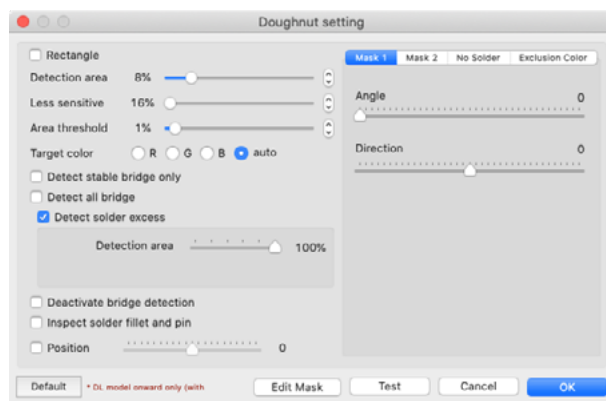 Doughnut setting
Rectangle
Detection area 8%
Less sensitive 16%
Area threshold 1%
Target color R G B auto
Detect stable bridge only
Detect all bridge
Detect solder excess
Detection area 100%
Deactivate bridge detection
Inspect solder fillet and pin
Position 0
Mask 1 Mask 2 No Solder Exclusion Color
Angle 0
Direction 0
Default * DL model onward only (with Edit Mask Test Cancel OK